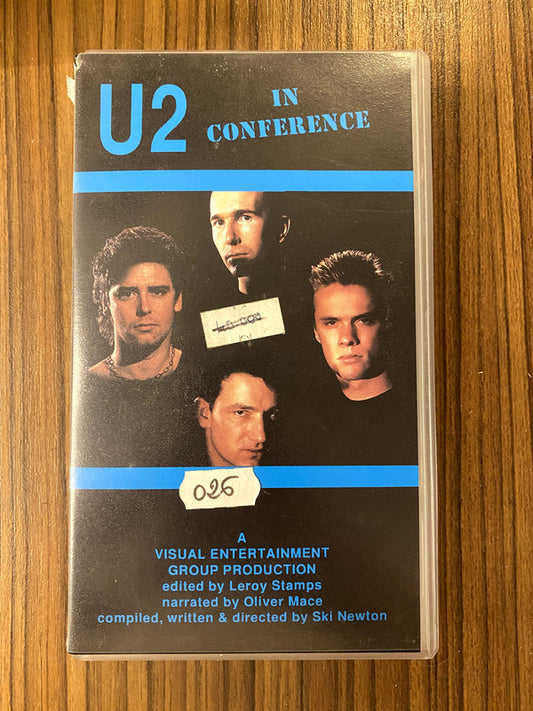 U2
IN
CONFERENCE
026
A
VISUAL ENTERTAINMENT
GROUP PRODUCTION
edited by Leroy Stamps
narrated by Oliver Mace
compiled, written & directed by Ski Newton